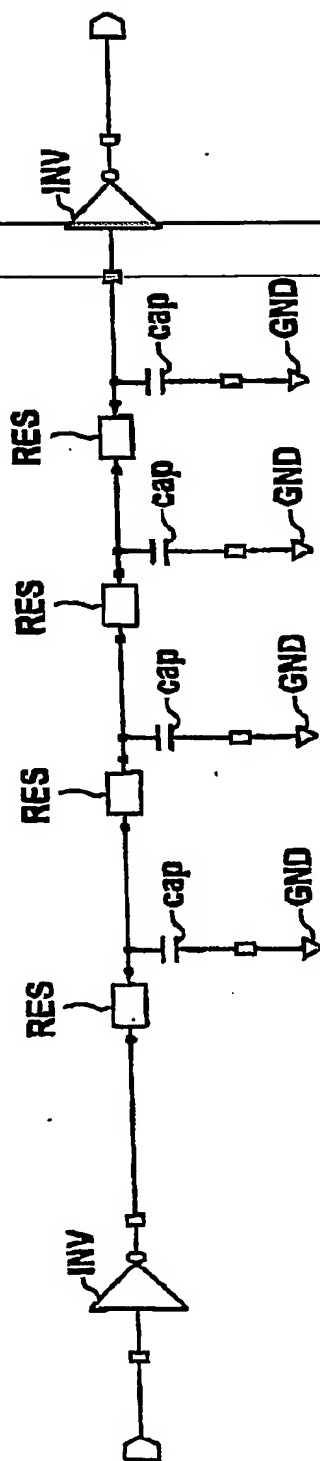 INV
RES
RES
RES
RES
INV
cap
cap
cap
cap
GND
GND
GND
GND